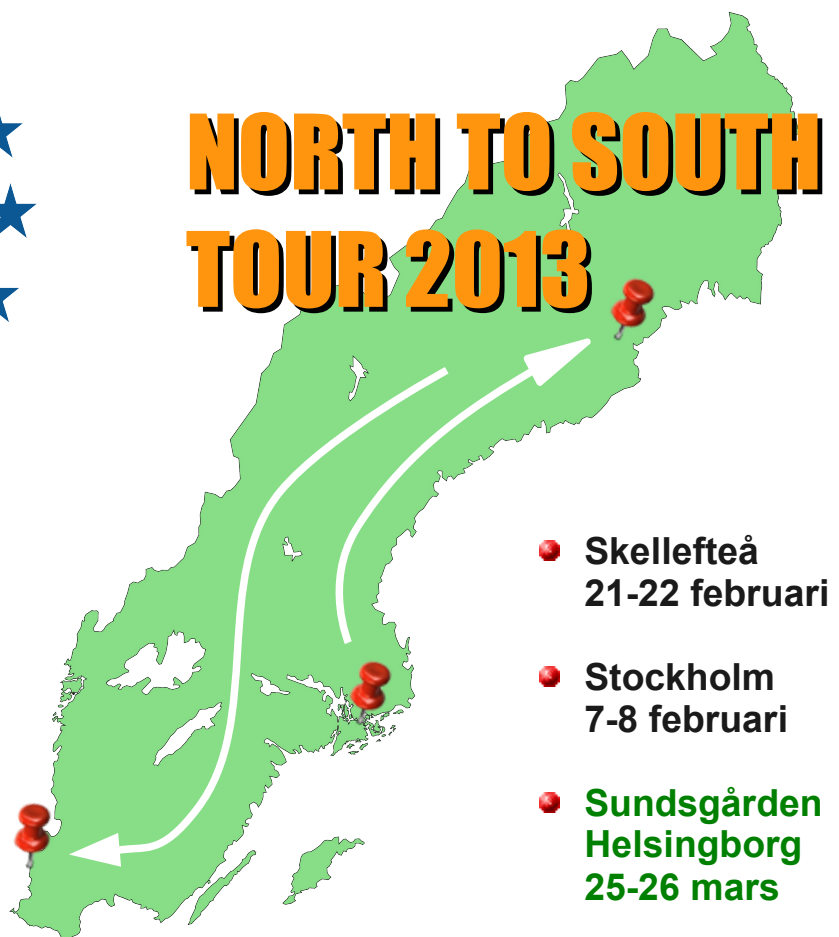 NORTH TO SOUTH
TOUR 2013
Skellefteå
21-22 februari
Stockholm
7-8 februari
Sundsgården
Helsingborg
25-26 mars